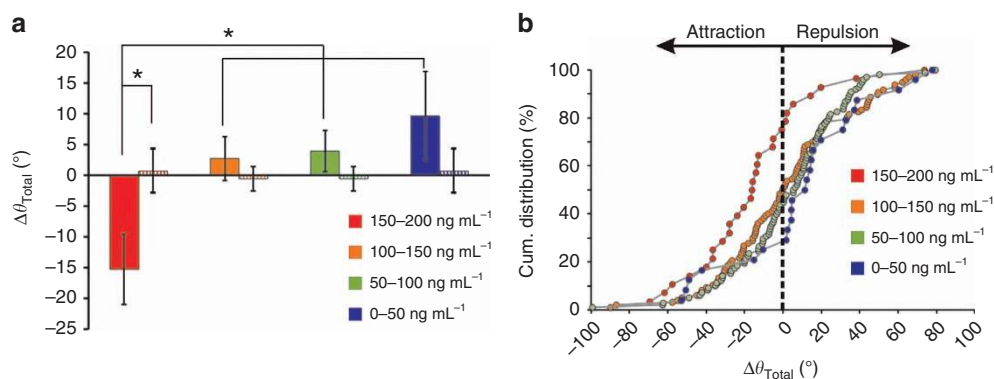 a
*
*
20
15
10
5
0
−5
−10
−15
−20
−25
Δθ_Total (°)
150–200 ng mL⁻¹
100–150 ng mL⁻¹
50–100 ng mL⁻¹
0–50 ng mL⁻¹
b
Attraction Repulsion
100
80
60
40
20
0
Cum. distribution (%)
150–200 ng mL⁻¹
100–150 ng mL⁻¹
50–100 ng mL⁻¹
0–50 ng mL⁻¹
−100 −80 −60 −40 −20 0 20 40 60 80 100
Δθ_Total (°)